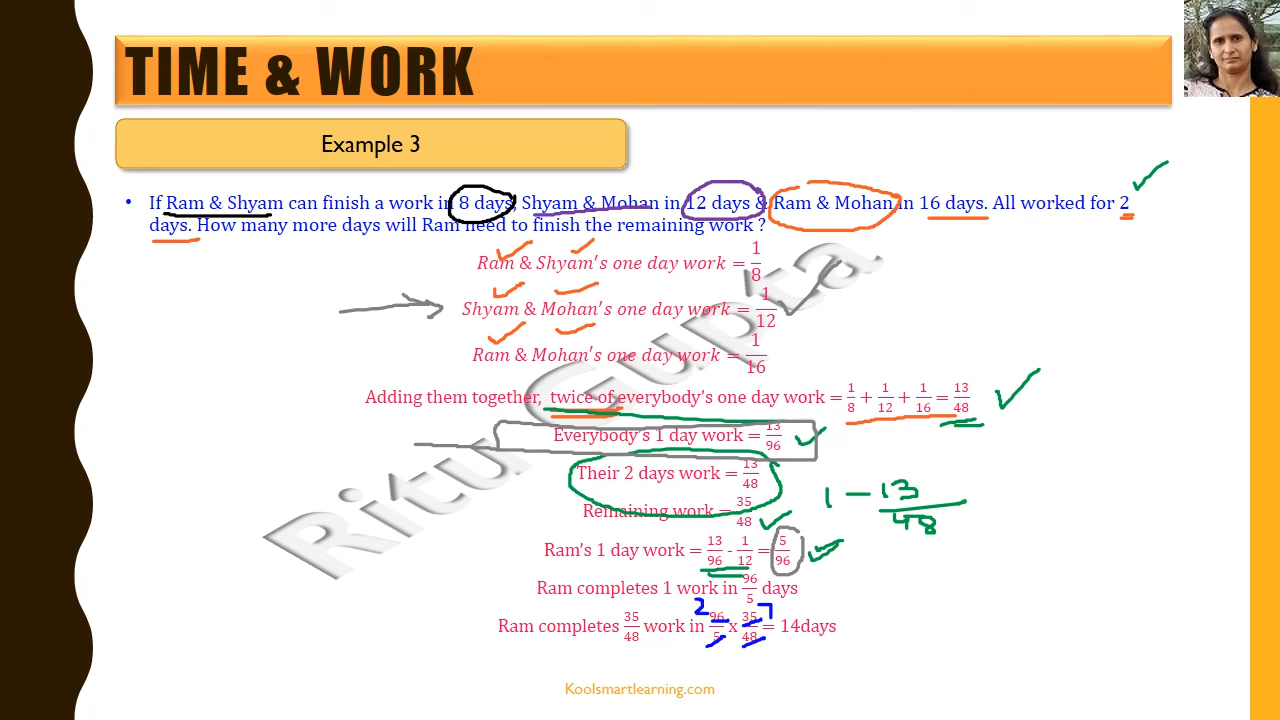 TIME & WORK
Example 3
• If Ram & Shyam can finish a work in 8 days, Shyam & Mohan in 12 days & Ram & Mohan in 16 days. All worked for 2
days. How many more days will Ram need to finish the remaining work ?
Ram & Shyam's one day work = 1/8
Shyam & Mohan's one day work = 1/12
Ram & Mohan's one day work = 1/16
Adding them together, twice of everybody's one day work = 1/8 + 1/12 + 1/16 = 13/48
Everybody's 1 day work = 13/96
Their 2 days work = 13/48
Remaining work = 35/48
1 − 13/48
Ram's 1 day work = 13/96 - 1/12 = 5/96
Ram completes 1 work in 96/5 days
2 7
Ram completes 35/48 work in 96/5 x 35/48 = 14days
Ritu Gupta
Koolsmartlearning.com